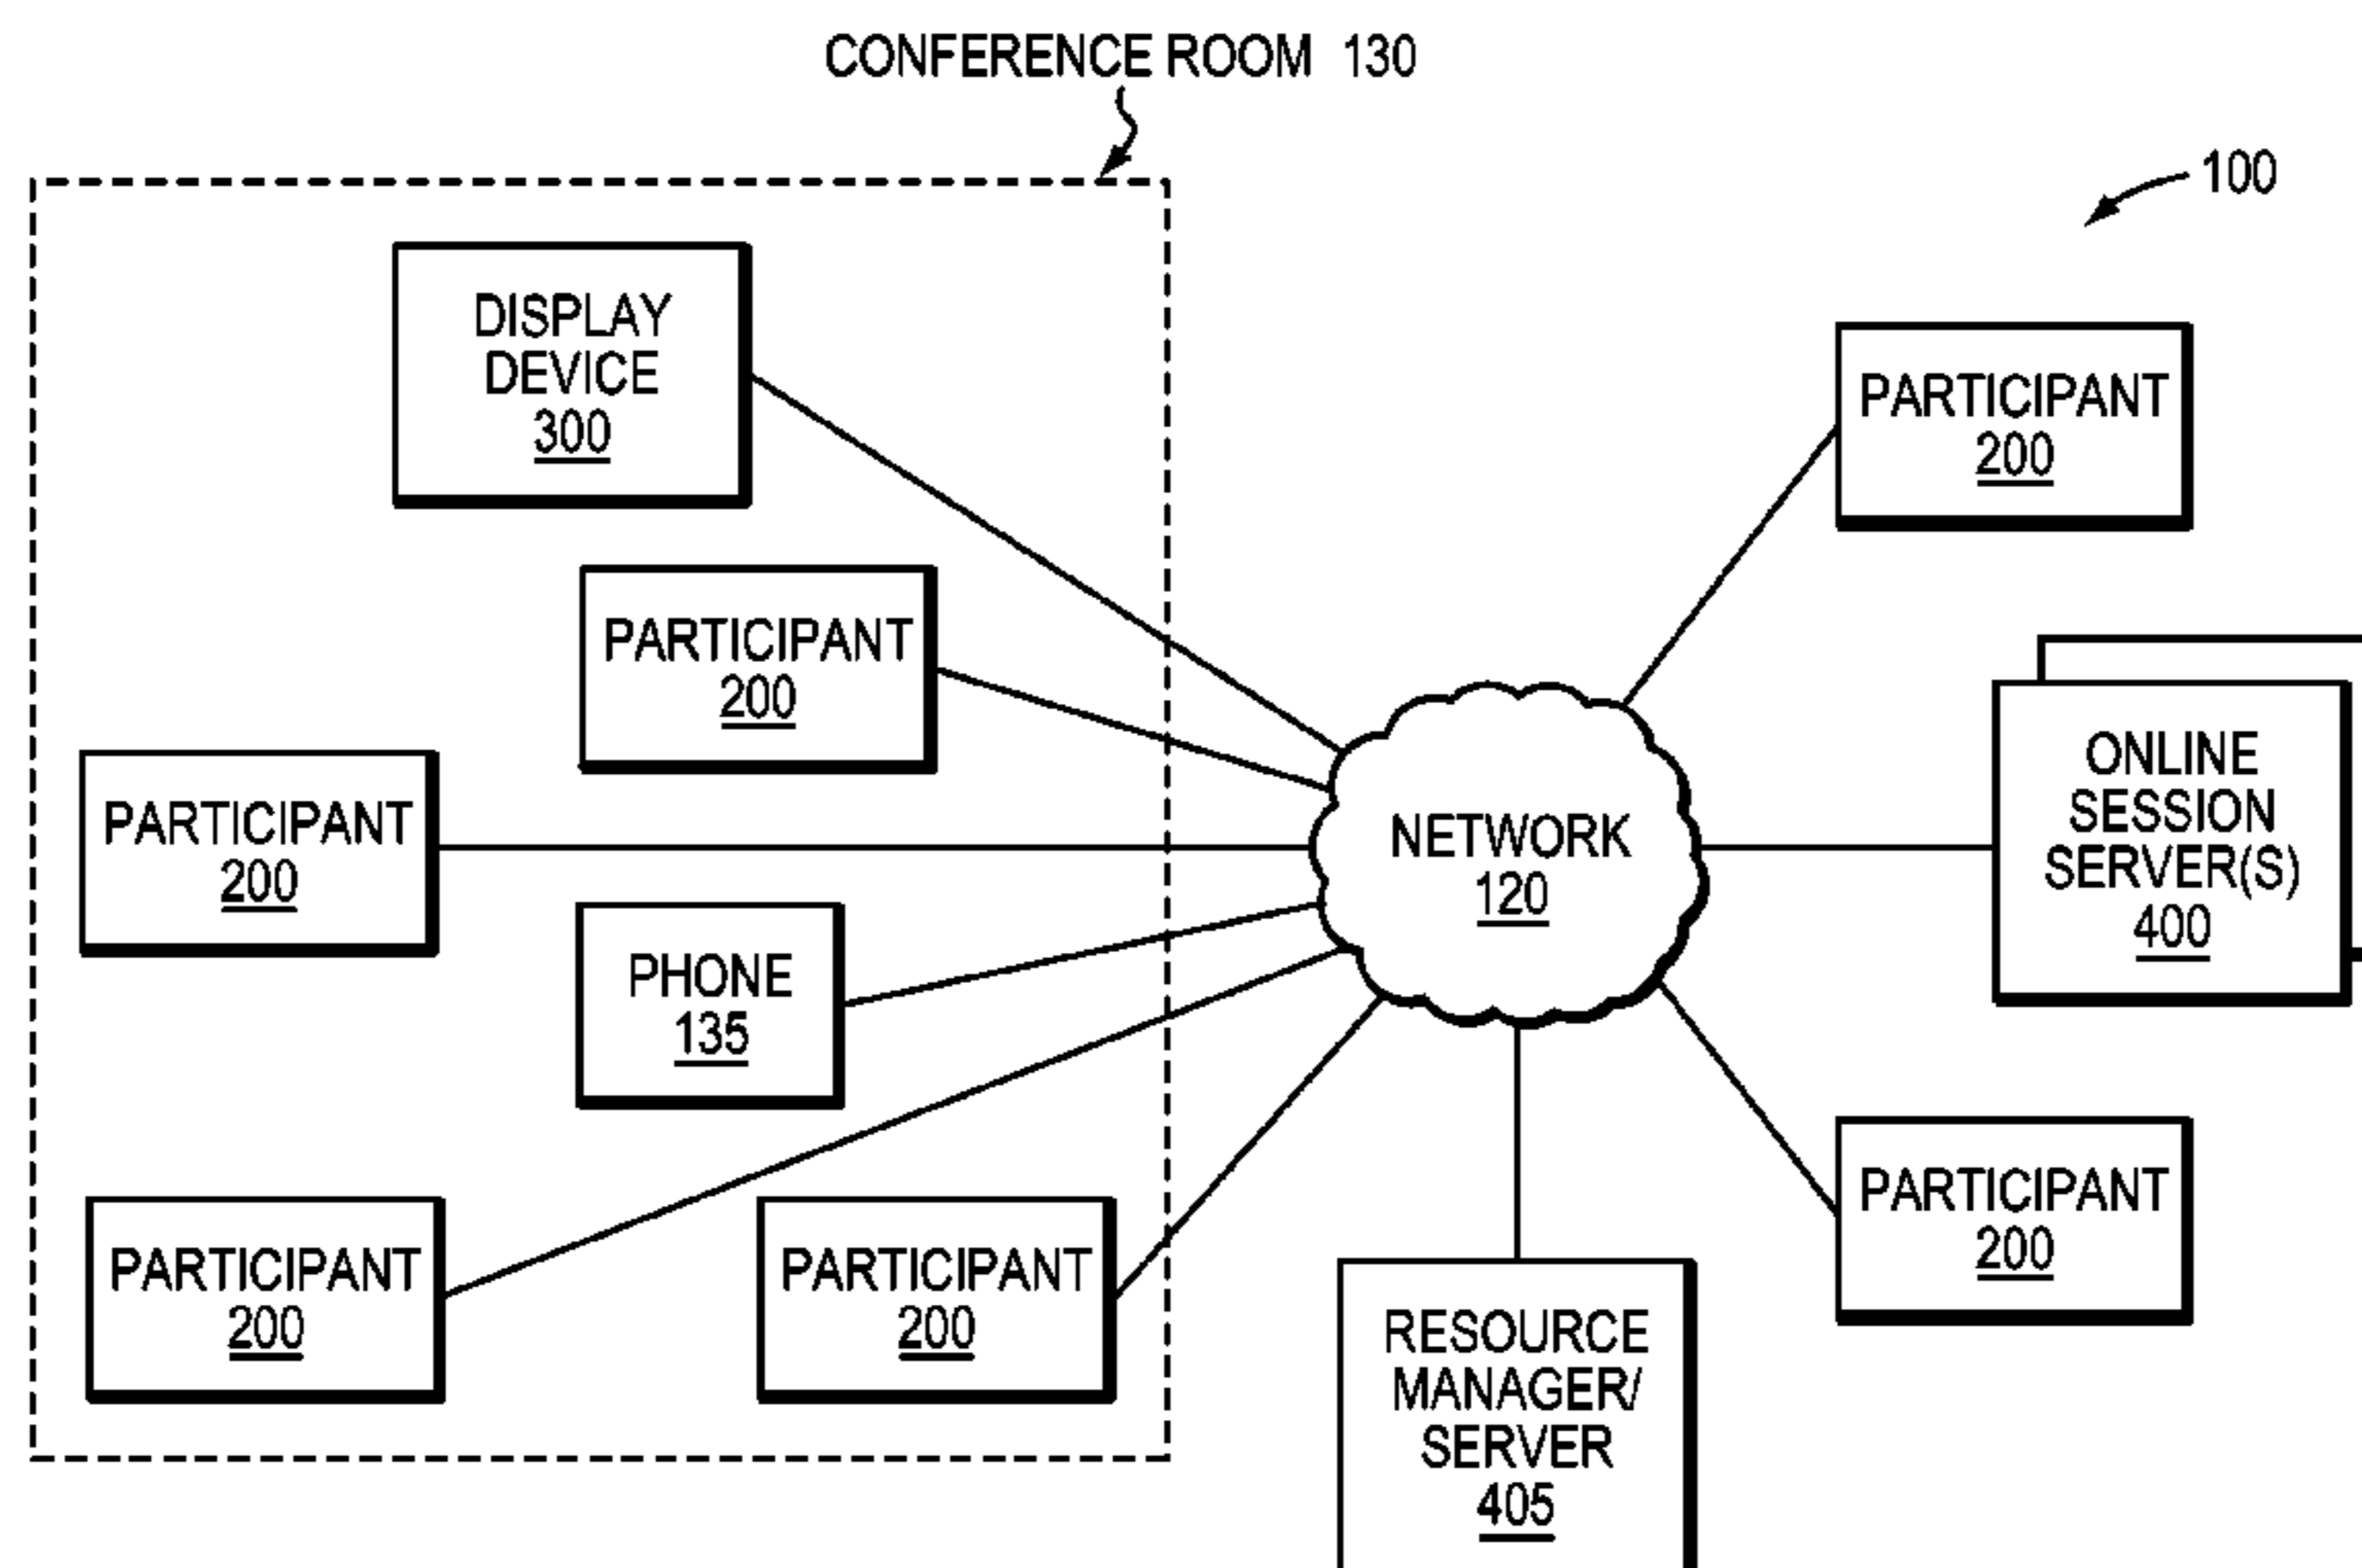 CONFERENCE ROOM 130
100
DISPLAY
DEVICE
300
PARTICIPANT
200
PARTICIPANT
200
PARTICIPANT
200
PHONE
135
PARTICIPANT
200
PARTICIPANT
200
NETWORK
120
ONLINE
SESSION
SERVER(S)
400
PARTICIPANT
200
RESOURCE
MANAGER/
SERVER
405